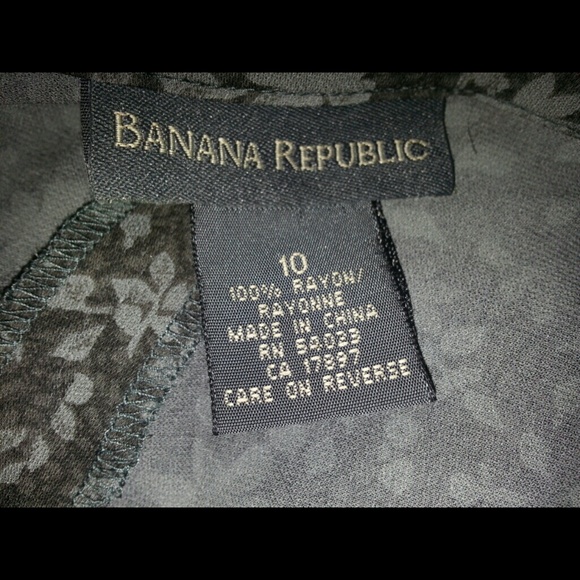 BANANA REPUBLIC
10
100% RAYON/
RAYONNE
MADE IN CHINA
RN 54023
CA 17897
CARE ON REVERSE